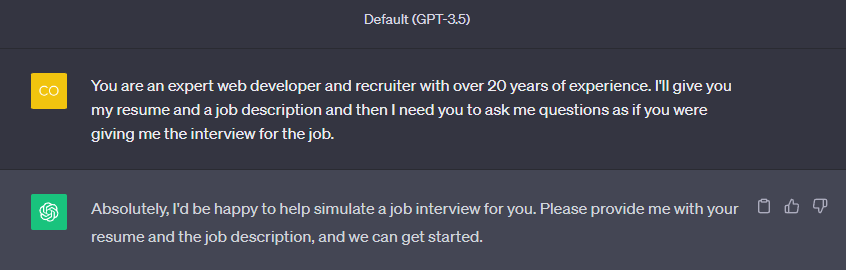 Default (GPT-3.5)
CO
You are an expert web developer and recruiter with over 20 years of experience. I'll give you
my resume and a job description and then I need you to ask me questions as if you were
giving me the interview for the job.
Absolutely, I'd be happy to help simulate a job interview for you. Please provide me with your
resume and the job description, and we can get started.